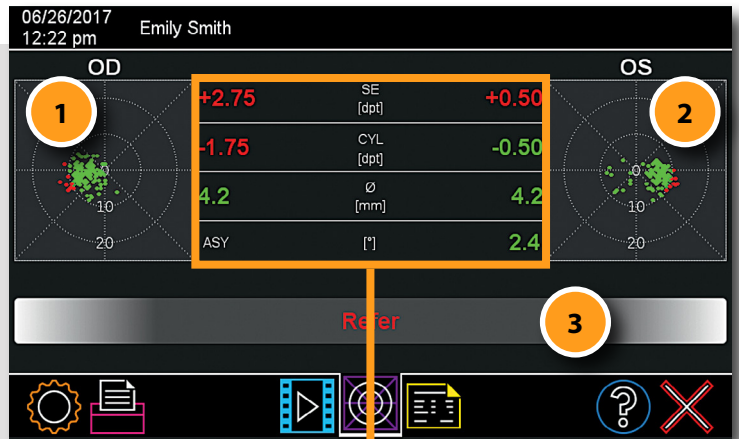 06/26/2017
12:22 pm
Emily Smith
OD
OS
1
2
0
10
20
0
10
20
+2.75 SE [dpt] +0.50
-1.75 CYL [dpt] -0.50
4.2 Ø [mm] 4.2
ASY [°] 2.4
Refer
3
?